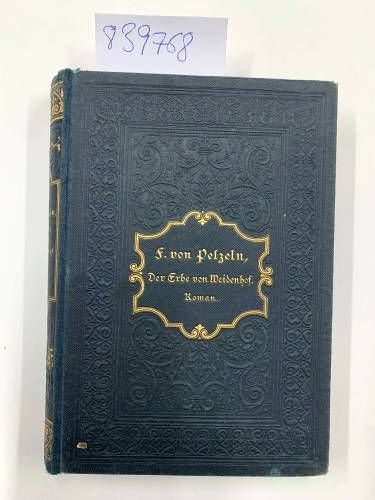 839768
F. von Pelzeln,
Der Erbe von Weidenhof.
Roman.